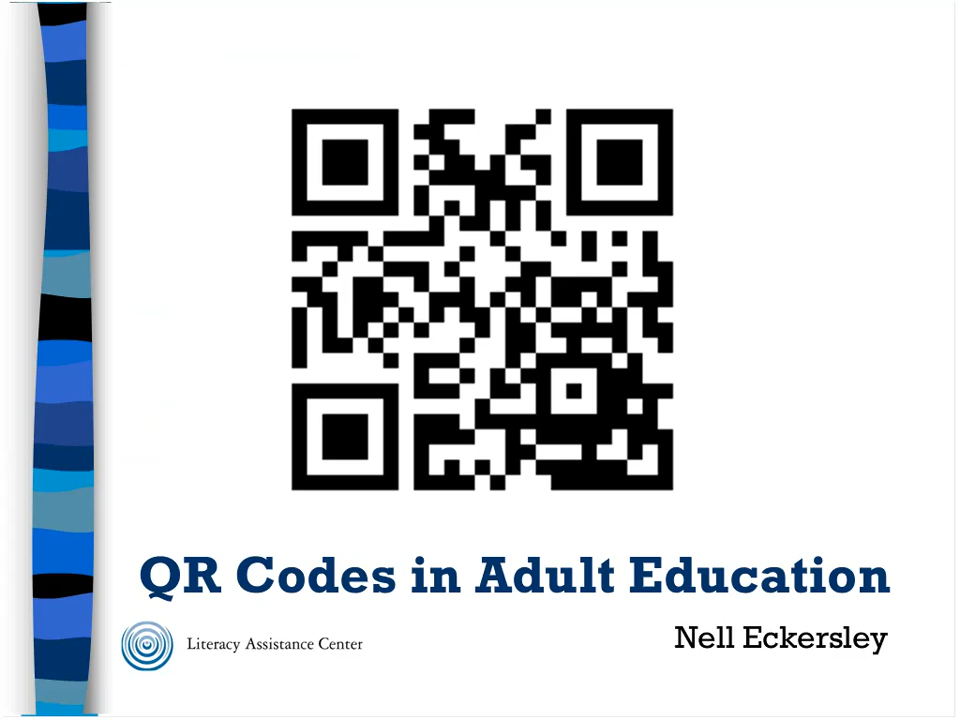 QR Codes in Adult Education
Literacy Assistance Center
Nell Eckersley